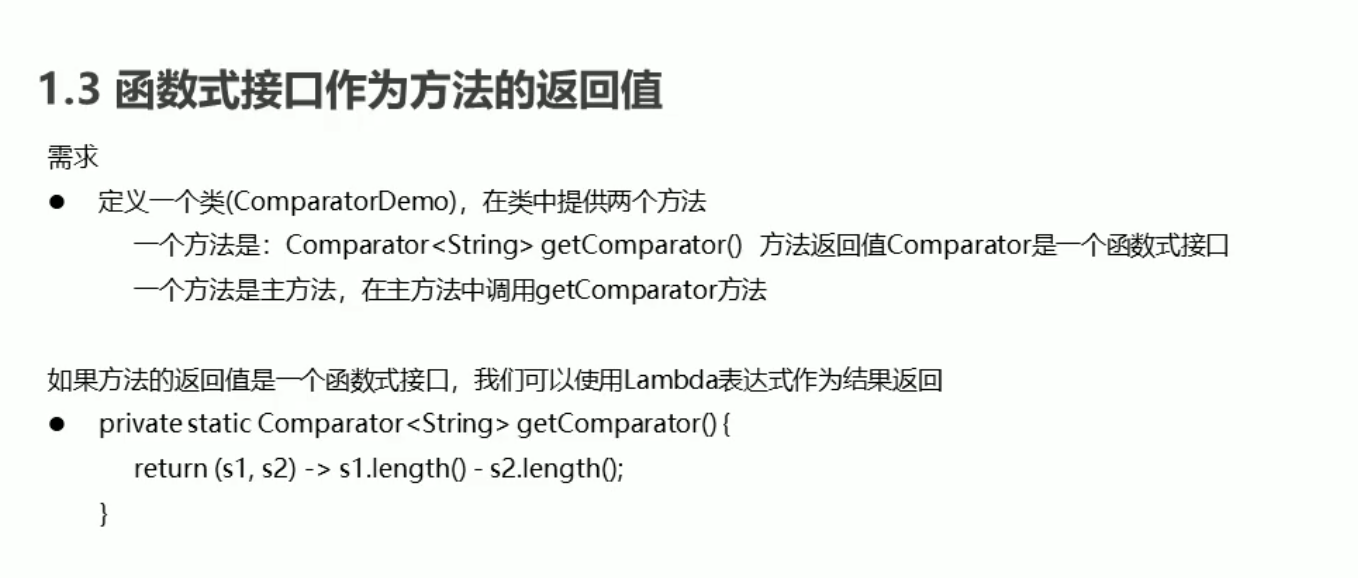 1.3 函数式接口作为方法的返回值
需求
● 定义一个类(ComparatorDemo)，在类中提供两个方法
一个方法是：Comparator<String> getComparator() 方法返回值Comparator是一个函数式接口
一个方法是主方法，在主方法中调用getComparator方法
如果方法的返回值是一个函数式接口，我们可以使用Lambda表达式作为结果返回
● private static Comparator<String> getComparator() {
return (s1, s2) -> s1.length() - s2.length();
}